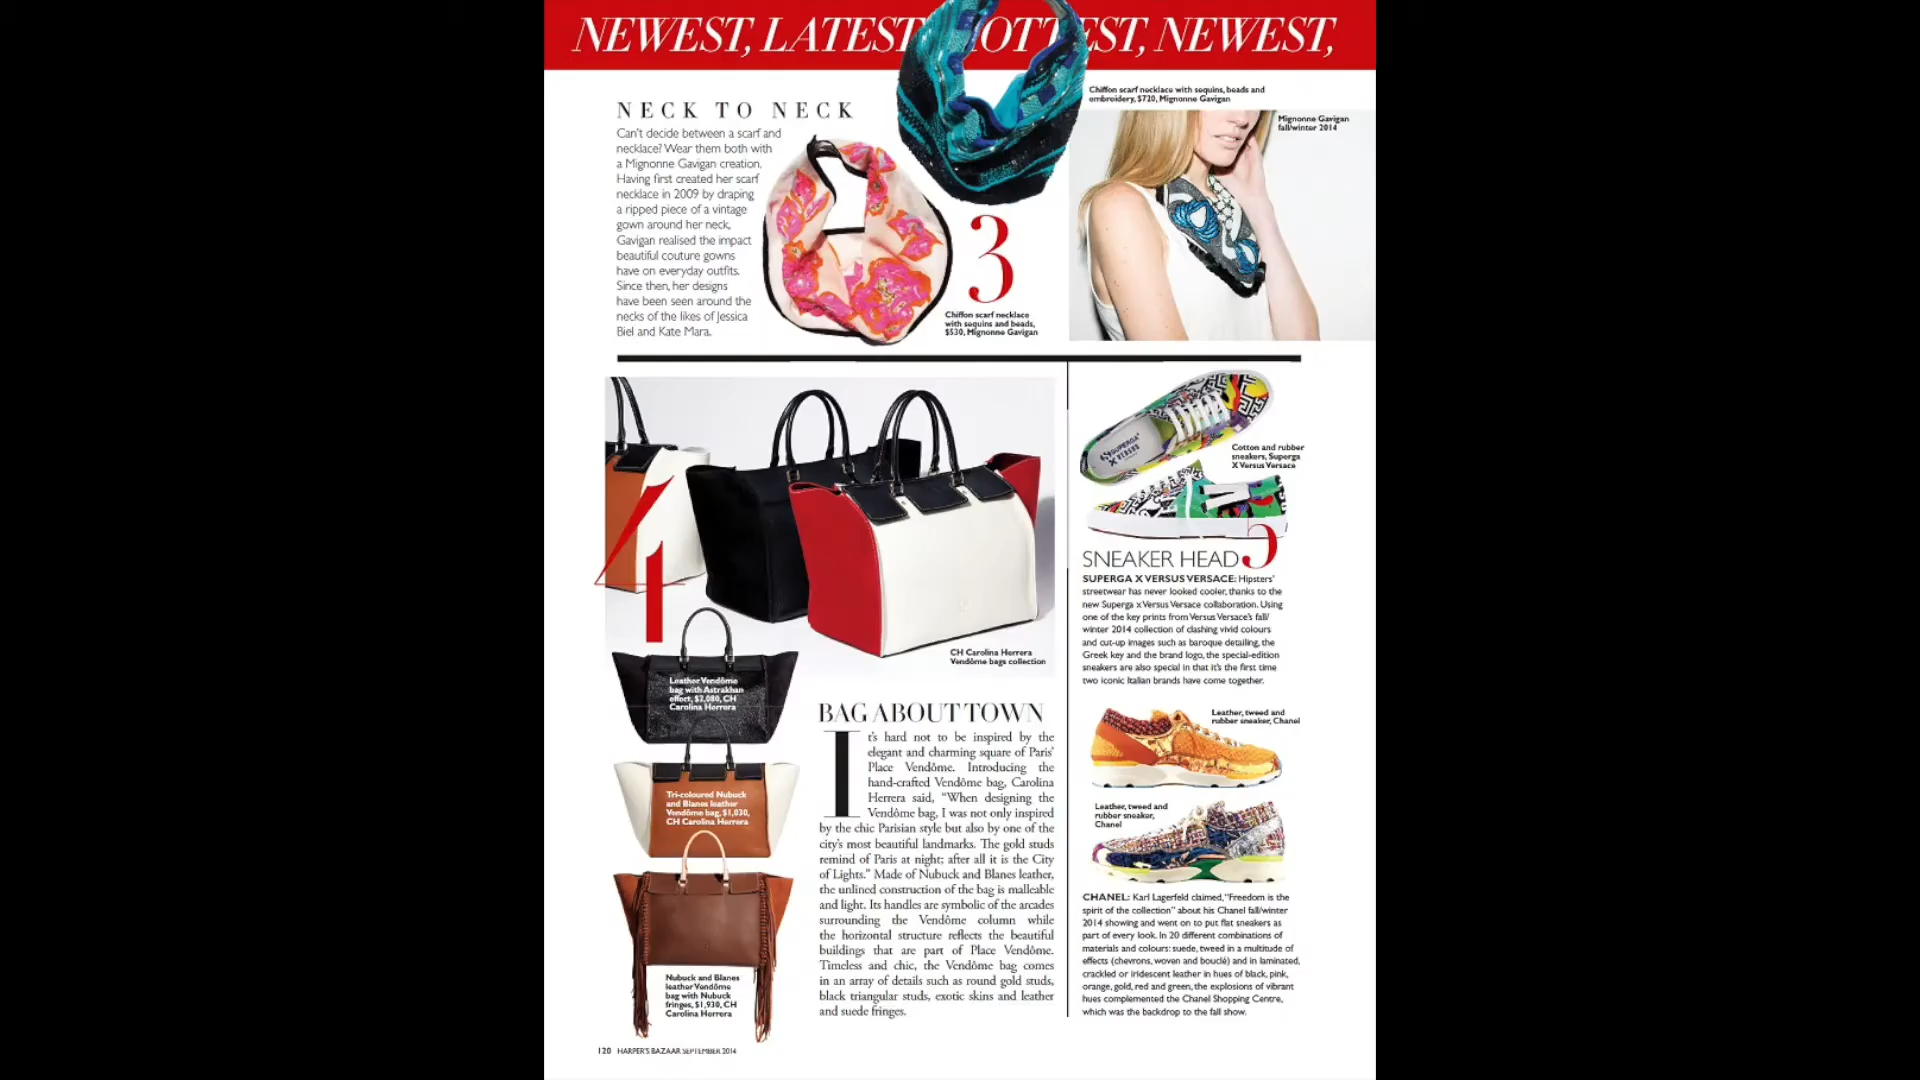 NEWEST, LATEST, HOTTEST, NEWEST,
NECK TO NECK
Can't decide between a scarf and
necklace? Wear them both with
a Mignonne Gavigan creation.
Having first created her scarf
necklace in 2009 by draping
a ripped piece of a vintage
gown around her neck,
Gavigan realised the impact
beautiful couture gowns
have on everyday outfits.
Since then, her designs
have been seen around the
necks of the likes of Jessica
Biel and Kate Mara.
3
Chiffon scarf necklace
with sequins and beads,
$530, Mignonne Gavigan
Chiffon scarf necklace with sequins, beads and
embroidery, $720, Mignonne Gavigan
Mignonne Gavigan
fall/winter 2014
4
CH Carolina Herrera
Vendôme bags collection
Leather Vendôme
bag with Astrakhan
effect, $2,080, CH
Carolina Herrera
Tri-coloured Nubuck
and Blanes leather
Vendôme bag, $1,030,
CH Carolina Herrera
Nubuck and Blanes
leather Vendôme
bag with Nubuck
fringes, $1,930, CH
Carolina Herrera
BAG ABOUT TOWN
It's hard not to be inspired by the
elegant and charming square of Paris'
Place Vendôme. Introducing the
hand-crafted Vendôme bag, Carolina
Herrera said, "When designing the
Vendôme bag, I was not only inspired
by the chic Parisian style but also by one of the
city's most beautiful landmarks. The gold studs
remind of Paris at night; after all it is the City
of Lights." Made of Nubuck and Blanes leather,
the unlined construction of the bag is malleable
and light. Its handles are symbolic of the arcades
surrounding the Vendôme column while
the horizontal structure reflects the beautiful
buildings that are part of Place Vendôme.
Timeless and chic, the Vendôme bag comes
in an array of details such as round gold studs,
black triangular studs, exotic skins and leather
and suede fringes.
SUPERGA
X VERSUS
Cotton and rubber
sneakers, Superga
X Versus Versace
5
SNEAKER HEAD
SUPERGA X VERSUS VERSACE: Hipsters'
streetwear has never looked cooler, thanks to the
new Superga x Versus Versace collaboration. Using
one of the key prints from Versus Versace's fall/
winter 2014 collection of clashing vivid colours
and cut-up images such as baroque detailing, the
Greek key and the brand logo, the special-edition
sneakers are also special in that it's the first time
two iconic Italian brands have come together.
Leather, tweed and
rubber sneaker, Chanel
Leather, tweed and
rubber sneaker,
Chanel
CHANEL: Karl Lagerfeld claimed, "Freedom is the
spirit of the collection" about his Chanel fall/winter
2014 showing and went on to put flat sneakers as
part of every look. In 20 different combinations of
materials and colours: suede, tweed in a multitude of
effects (chevrons, woven and bouclé) and in laminated,
crackled or iridescent leather in hues of black, pink,
orange, gold, red and green, the explosions of vibrant
hues complemented the Chanel Shopping Centre,
which was the backdrop to the fall show.
120 HARPER'S BAZAAR SEPTEMBER 2014